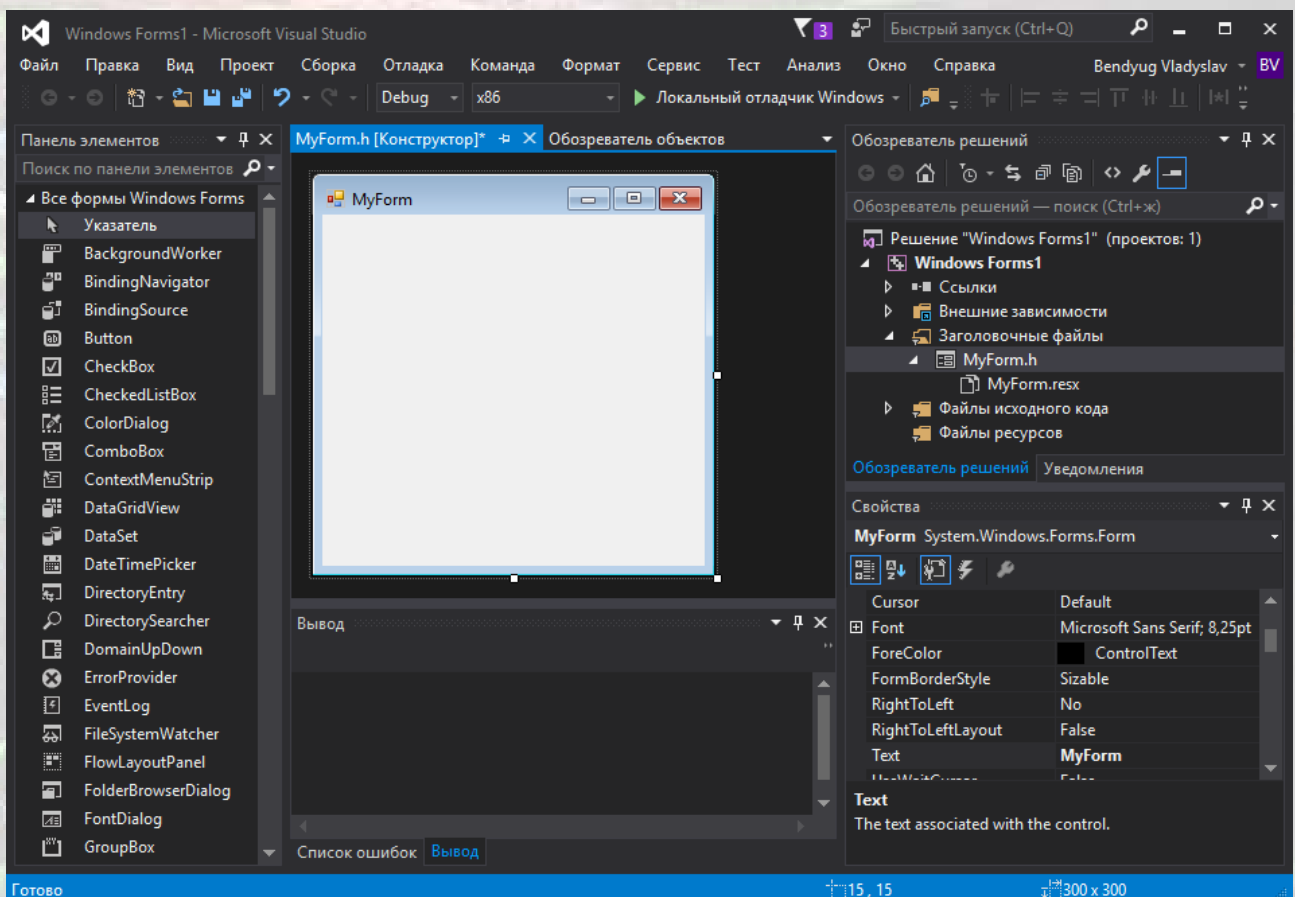 Windows Forms1 - Microsoft Visual Studio
3
Быстрый запуск (Ctrl+Q)
Файл Правка Вид Проект Сборка Отладка Команда Формат Сервис Тест Анализ Окно Справка
Bendyug Vladyslav BV
Debug x86 Локальный отладчик Windows
Панель элементов
Поиск по панели элементов
Все формы Windows Forms
Указатель
BackgroundWorker
BindingNavigator
BindingSource
Button
CheckBox
CheckedListBox
ColorDialog
ComboBox
ContextMenuStrip
DataGridView
DataSet
DateTimePicker
DirectoryEntry
DirectorySearcher
DomainUpDown
ErrorProvider
EventLog
FileSystemWatcher
FlowLayoutPanel
FolderBrowserDialog
FontDialog
GroupBox
MyForm.h [Конструктор]* Обозреватель объектов
MyForm
Вывод
Список ошибок Вывод
Обозреватель решений
Обозреватель решений — поиск (Ctrl+ж)
Решение "Windows Forms1" (проектов: 1)
Windows Forms1
Ссылки
Внешние зависимости
Заголовочные файлы
MyForm.h
MyForm.resx
Файлы исходного кода
Файлы ресурсов
Обозреватель решений Уведомления
Свойства
MyForm System.Windows.Forms.Form
Cursor Default
Font Microsoft Sans Serif; 8,25pt
ForeColor ControlText
FormBorderStyle Sizable
RightToLeft No
RightToLeftLayout False
Text MyForm
Text
The text associated with the control.
Готово
15 , 15
300 x 300